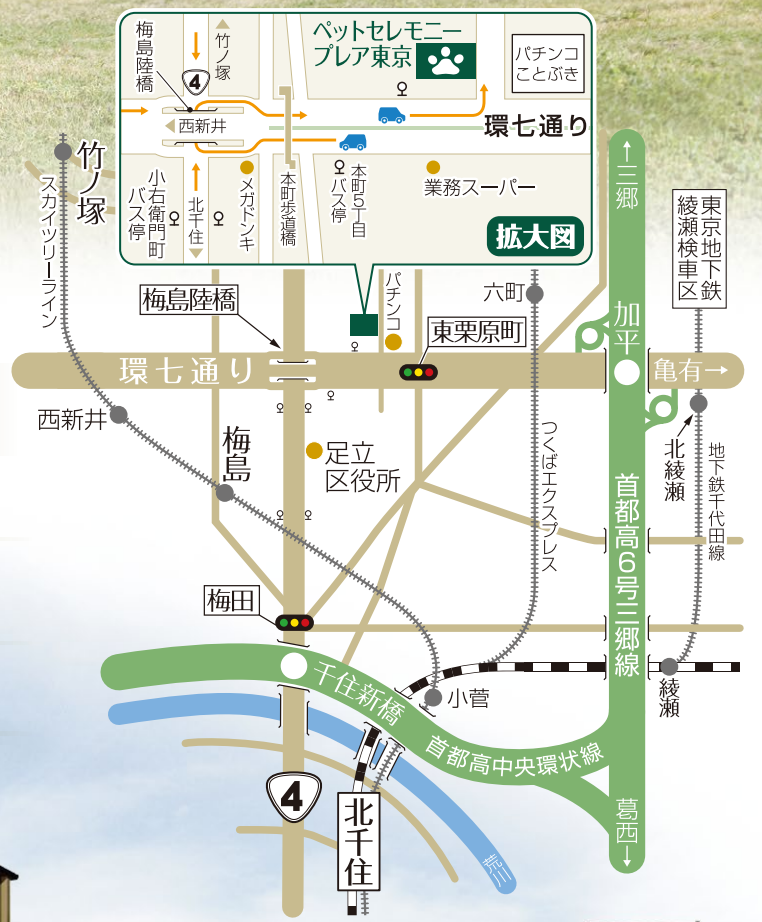 梅島陸橋
竹ノ塚
ペットセレモニー
プレア東京
パチンコ
ことぶき
4
西新井
環七通り
小右衛門町
バス停
北千住
メガドンキ
本町歩道橋
本町5丁目
バス停
業務スーパー
拡大図
竹ノ塚
スカイツリーライン
三郷
東京地下鉄
綾瀬検車区
梅島陸橋
パチンコ
六町
東栗原町
加平
環七通り
亀有
西新井
梅島
足立
区役所
つくばエクスプレス
北綾瀬
地下鉄千代田線
首都高6号三郷線
梅田
千住新橋
小菅
綾瀬
首都高中央環状線
4
北千住
荒川
葛西